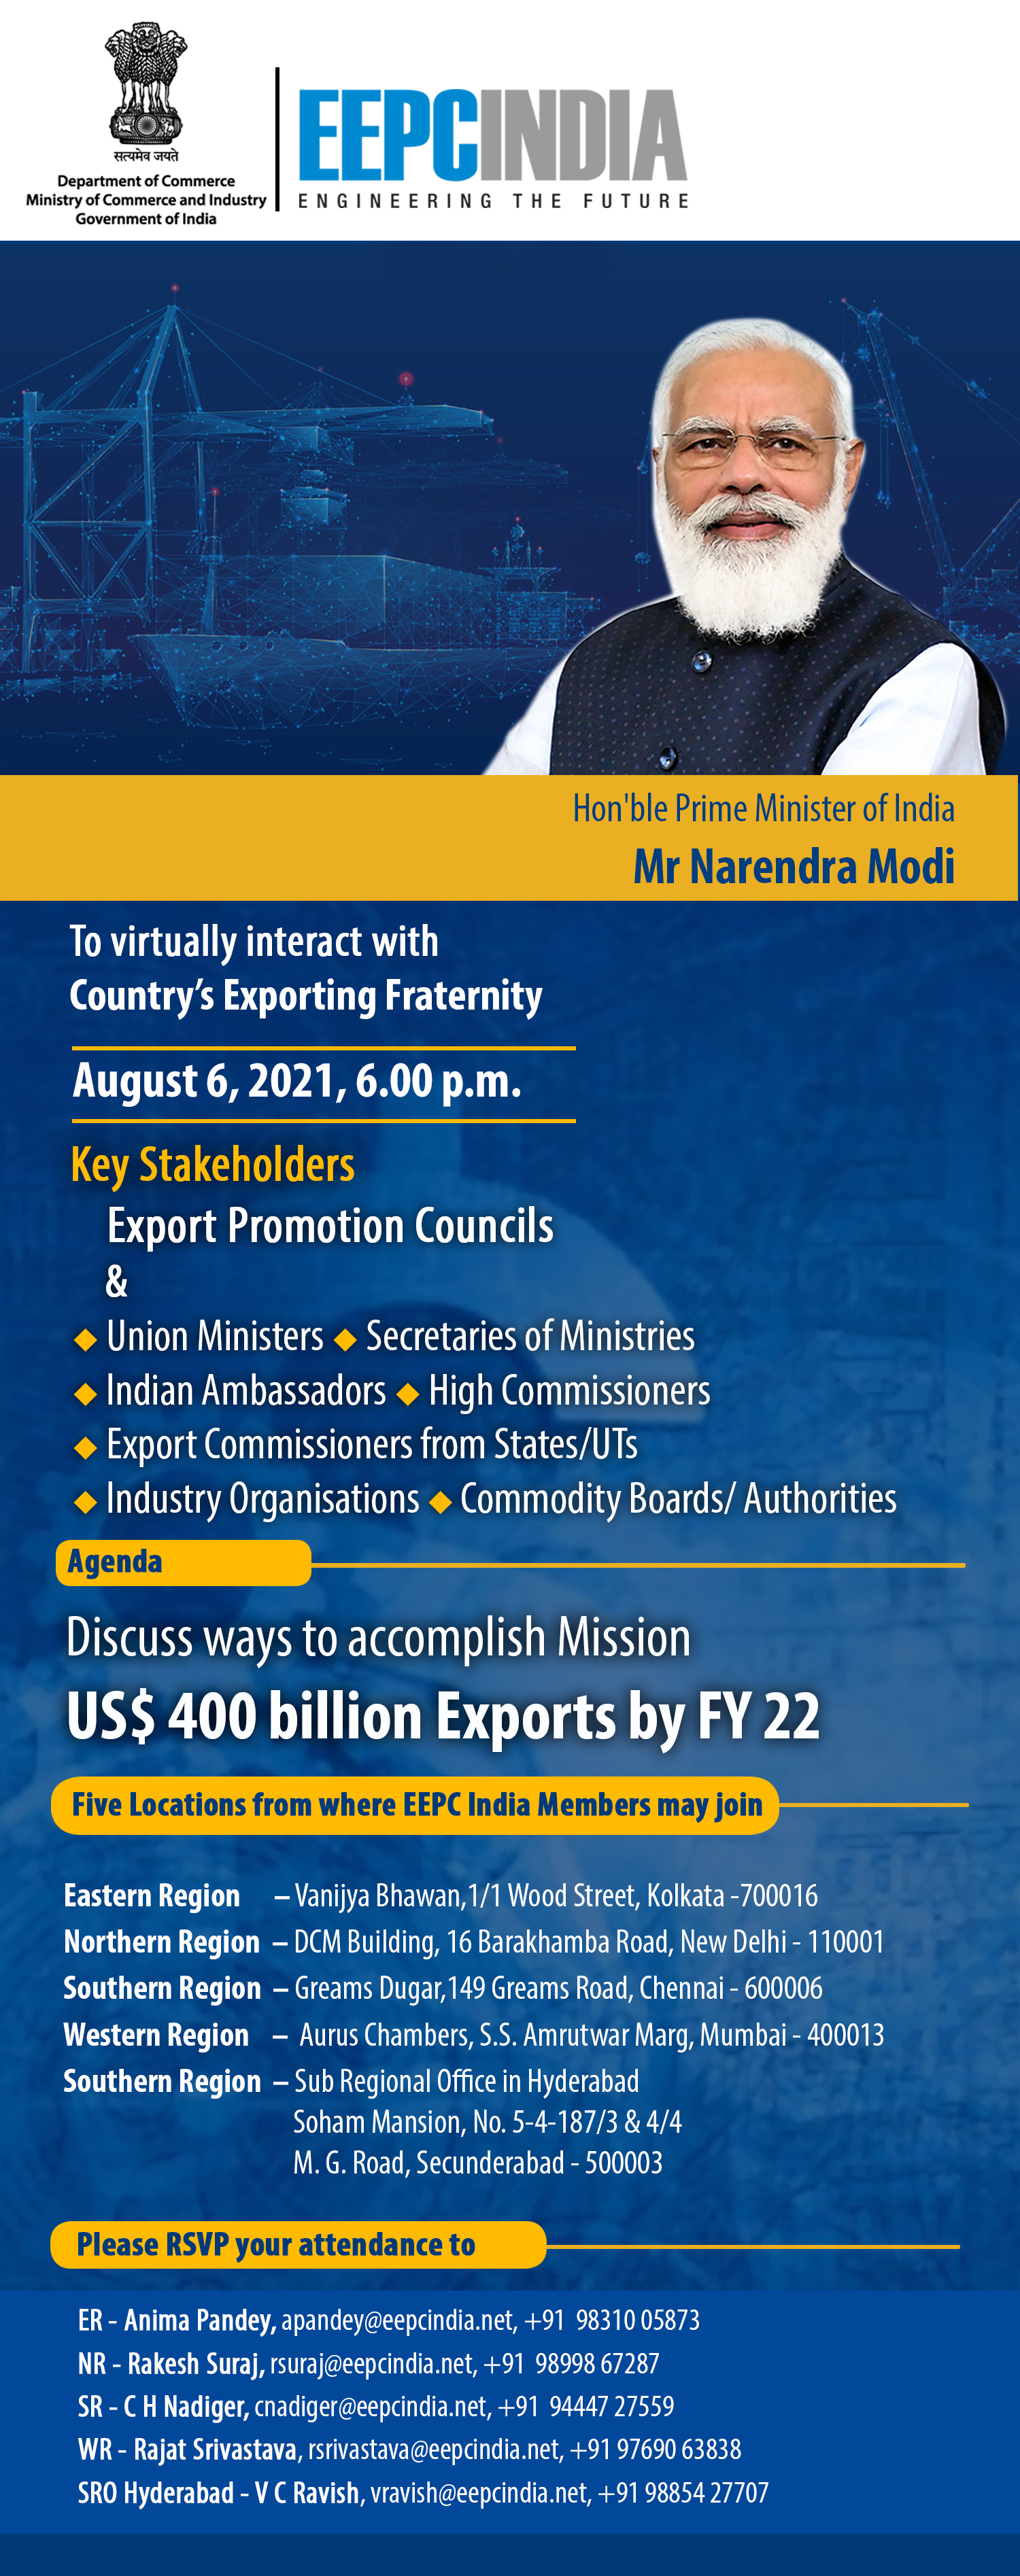 सत्यमेव जयते
Department of Commerce
Ministry of Commerce and Industry
Government of India
EEPCINDIA
ENGINEERING THE FUTURE
Hon'ble Prime Minister of India
Mr Narendra Modi
To virtually interact with
Country’s Exporting Fraternity
August 6, 2021, 6.00 p.m.
Key Stakeholders
Export Promotion Councils
&
◆ Union Ministers ◆ Secretaries of Ministries
◆ Indian Ambassadors ◆ High Commissioners
◆ Export Commissioners from States/UTs
◆ Industry Organisations ◆ Commodity Boards/ Authorities
Agenda
Discuss ways to accomplish Mission
US$ 400 billion Exports by FY 22
Five Locations from where EEPC India Members may join
Eastern Region – Vanijya Bhawan,1/1 Wood Street, Kolkata -700016
Northern Region – DCM Building, 16 Barakhamba Road, New Delhi - 110001
Southern Region – Greams Dugar,149 Greams Road, Chennai - 600006
Western Region – Aurus Chambers, S.S. Amrutwar Marg, Mumbai - 400013
Southern Region – Sub Regional Office in Hyderabad
Soham Mansion, No. 5-4-187/3 & 4/4
M. G. Road, Secunderabad - 500003
Please RSVP your attendance to
ER - Anima Pandey, apandey@eepcindia.net, +91 98310 05873
NR - Rakesh Suraj, rsuraj@eepcindia.net, +91 98998 67287
SR - C H Nadiger, cnadiger@eepcindia.net, +91 94447 27559
WR - Rajat Srivastava, rsrivastava@eepcindia.net, +91 97690 63838
SRO Hyderabad - V C Ravish, vravish@eepcindia.net, +91 98854 27707